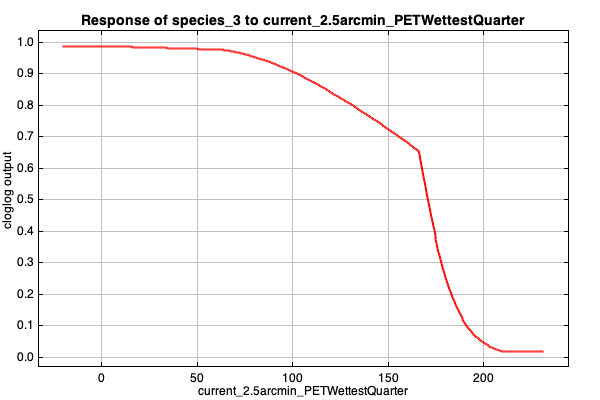 Response of species_3 to current_2.5arcmin_PETWettestQuarter
1.0
0.9
0.8
0.7
0.6
0.5
0.4
0.3
0.2
0.1
0.0
cloglog output
0 50 100 150 200
current_2.5arcmin_PETWettestQuarter